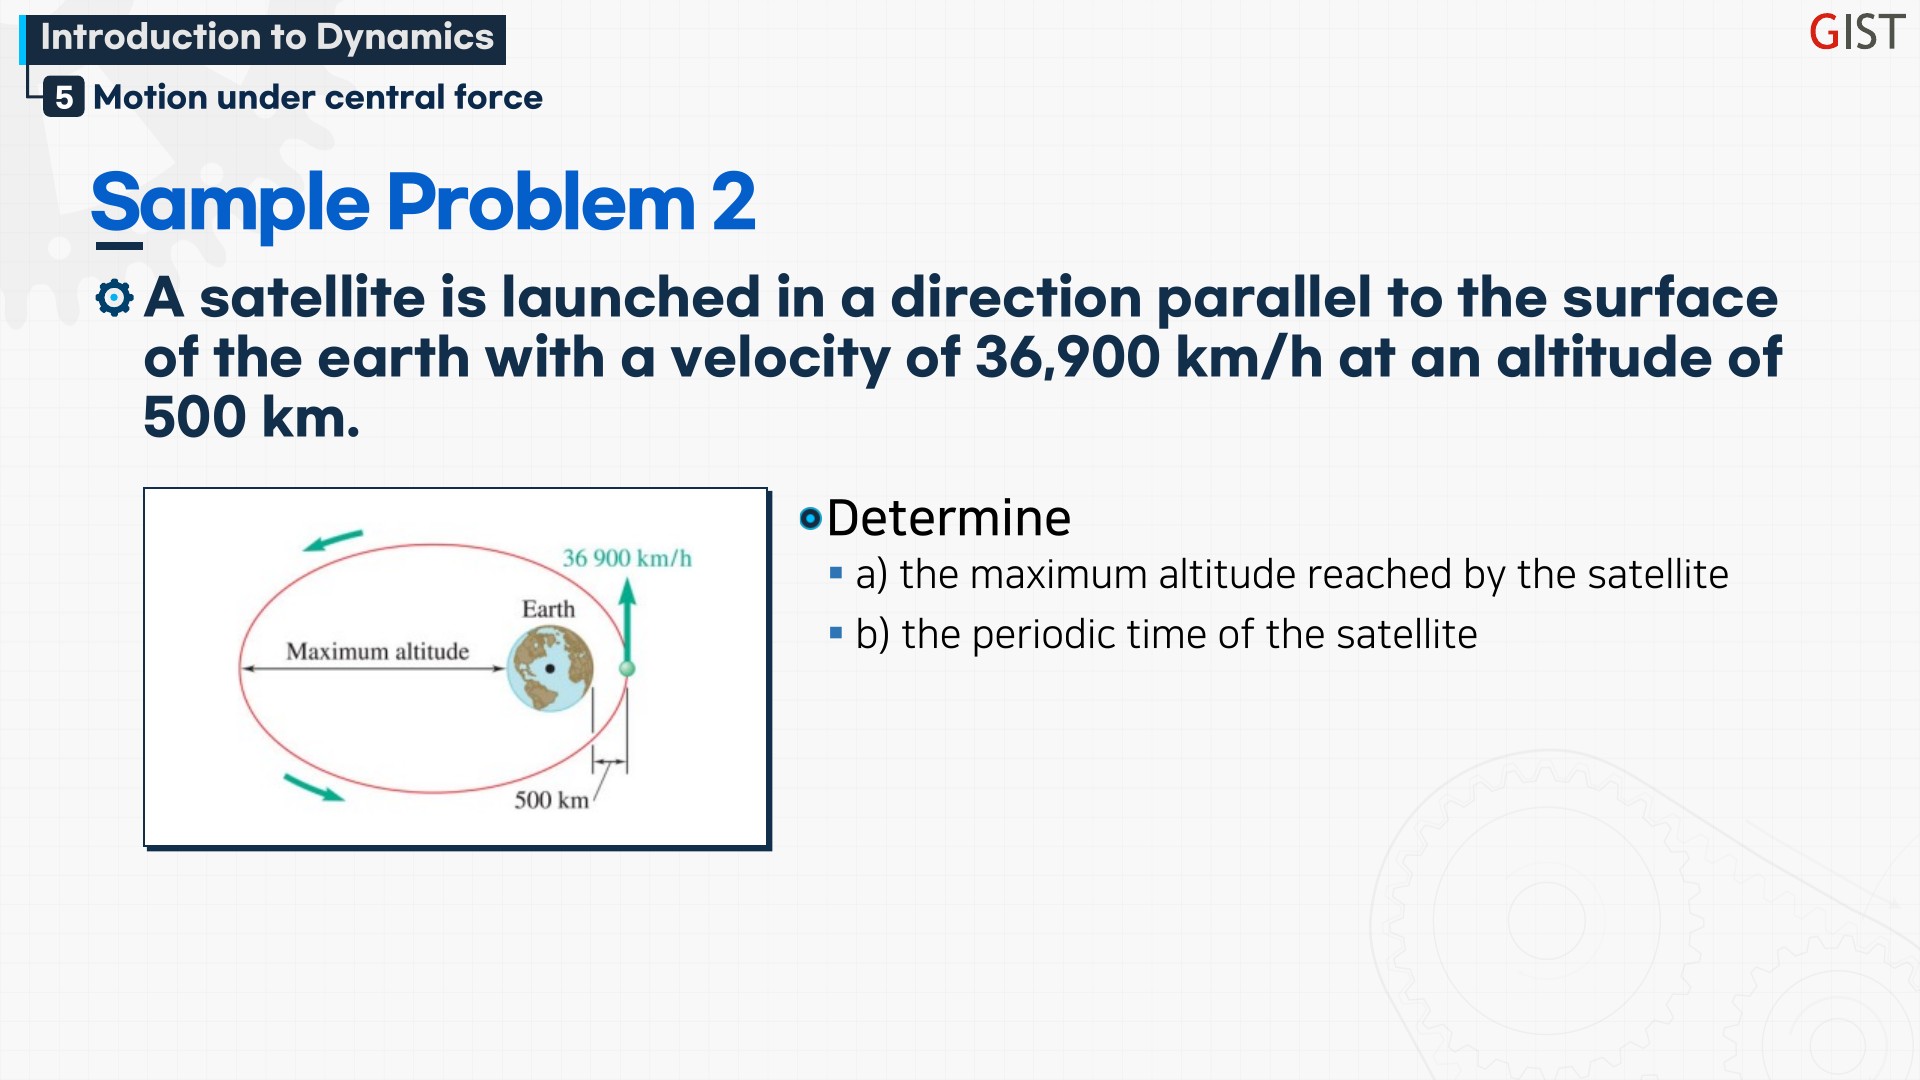 Introduction to Dynamics
GIST
5 Motion under central force
Sample Problem 2
A satellite is launched in a direction parallel to the surface
of the earth with a velocity of 36,900 km/h at an altitude of
500 km.
36 900 km/h
Earth
Maximum altitude
500 km
Determine
a) the maximum altitude reached by the satellite
b) the periodic time of the satellite